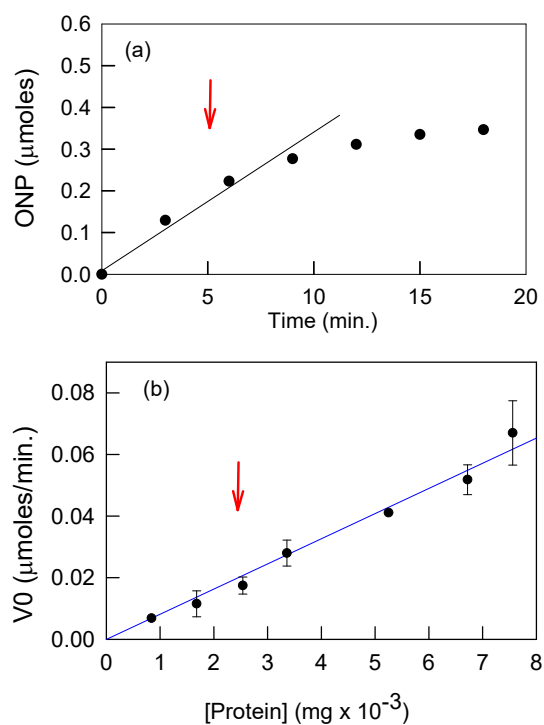 (a)
ONP (μmoles)
0.6
0.5
0.4
0.3
0.2
0.1
0.0
0 5 10 15 20
Time (min.)
(b)
V0 (μmoles/min.)
0.08
0.06
0.04
0.02
0.00
0 1 2 3 4 5 6 7 8
[Protein] (mg x 10-3)